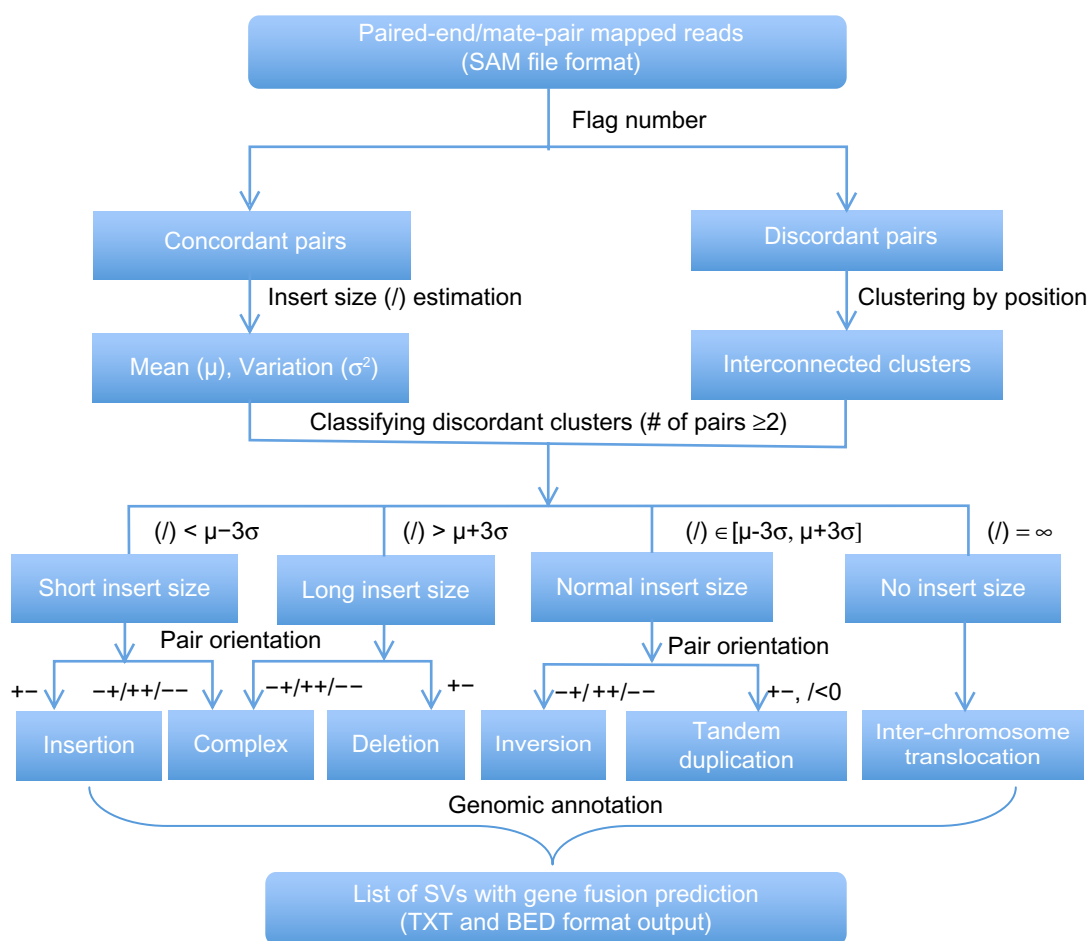 Paired-end/mate-pair mapped reads
(SAM file format)
Flag number
Concordant pairs
Discordant pairs
Insert size (/) estimation
Clustering by position
Mean (μ), Variation (σ²)
Interconnected clusters
Classifying discordant clusters (# of pairs ≥2)
(/) < μ−3σ
(/) > μ+3σ
(/) ∈ [μ-3σ, μ+3σ]
(/) = ∞
Short insert size
Long insert size
Normal insert size
No insert size
Pair orientation
Pair orientation
+−
−+/++/−−
−+/++/−−
+−
−+/++/−−
+−, /<0
Insertion
Complex
Deletion
Inversion
Tandem
duplication
Inter-chromosome
translocation
Genomic annotation
List of SVs with gene fusion prediction
(TXT and BED format output)